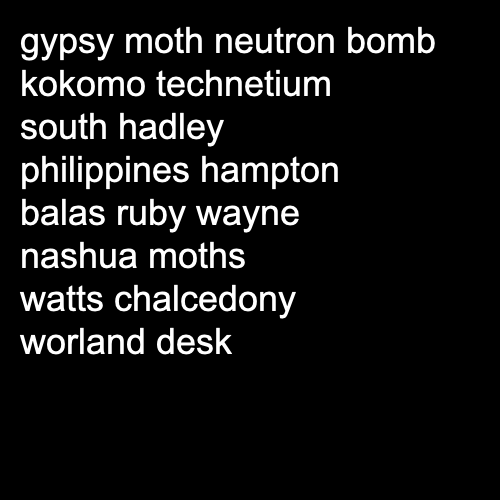 gypsy moth neutron bomb
kokomo technetium
south hadley
philippines hampton
balas ruby wayne
nashua moths
watts chalcedony
worland desk